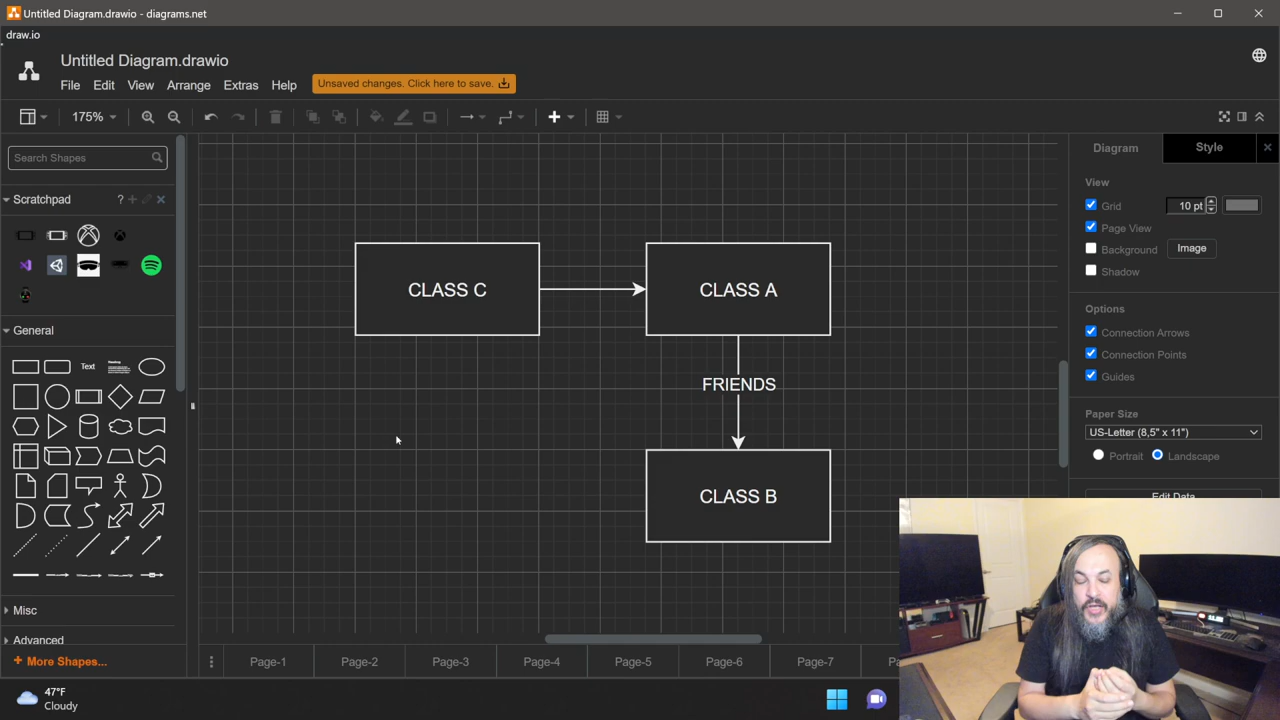 Untitled Diagram.drawio - diagrams.net
draw.io
Untitled Diagram.drawio
File Edit View Arrange Extras Help Unsaved changes. Click here to save.
175%
Search Shapes
Scratchpad
?
General
Text
Heading
Misc
Advanced
+ More Shapes...
CLASS C
CLASS A
FRIENDS
CLASS B
Diagram
Style
View
Grid 10 pt
Page View
Background Image
Shadow
Options
Connection Arrows
Connection Points
Guides
Paper Size
US-Letter (8,5" x 11")
Portrait Landscape
Edit Data
Page-1 Page-2 Page-3 Page-4 Page-5 Page-6 Page-7 Pa
47°F
Cloudy